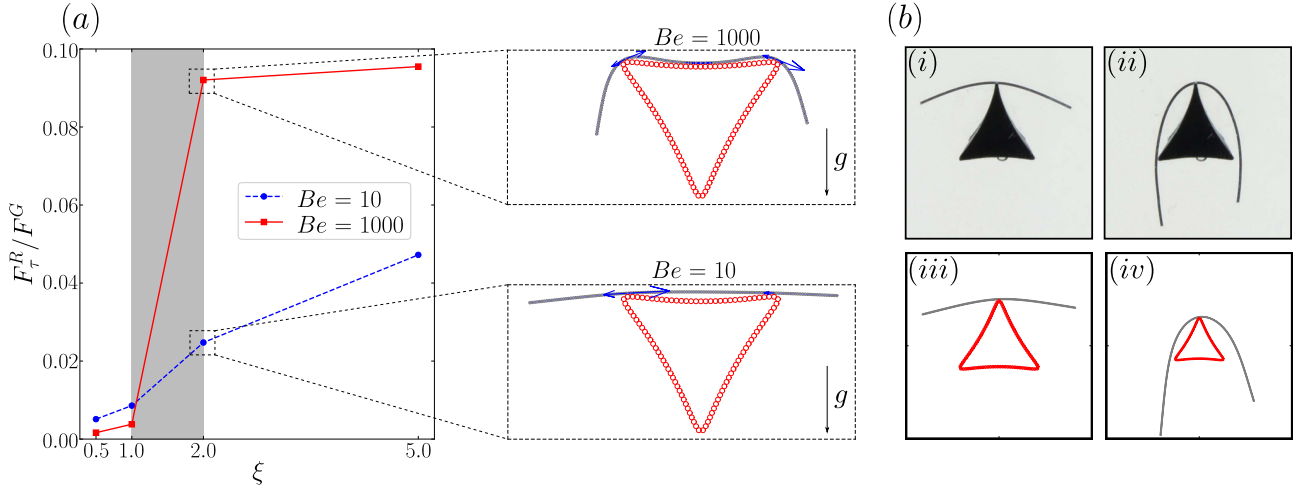 (a)
0.10
0.08
0.06
0.04
0.02
0.00
F_τ^R/F^G
0.5 1.0 2.0 5.0
ξ
Be = 10
Be = 1000
Be = 1000
g
Be = 10
g
(b)
(i)
(ii)
(iii)
(iv)